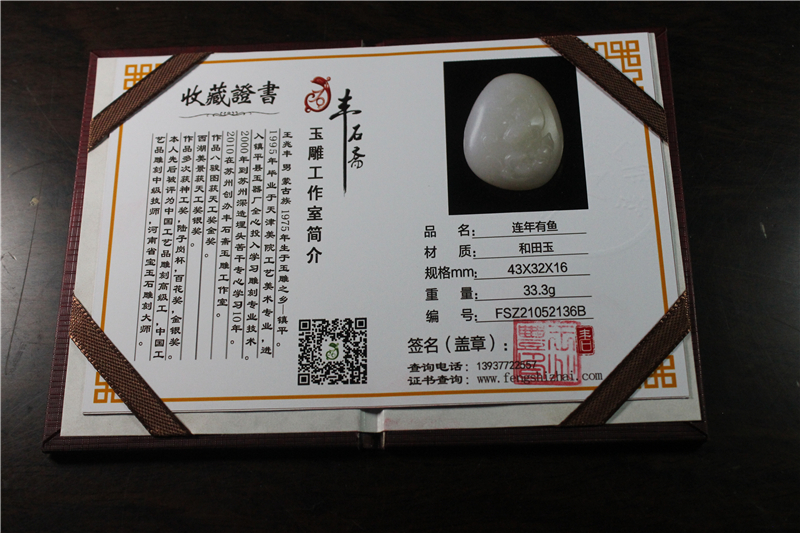 收藏證書
丰石斋
玉雕工作室简介
王兆丰 男 蒙古族 1975年生于玉雕之乡—镇平。
1995年毕业于天津美院工艺美术专业，进
入镇平县玉器厂全心投入学习雕刻专业技术。
2000年到苏州深造埋头苦干专心学习10年。
2010在苏州创办丰石斋玉雕工作室。
作品八骏图获天工奖金奖。
西湖美景获天工奖银奖。
作品多次获神工奖，陆子岗杯，百花奖，金银奖。
本人先后被评为中国工艺品雕刻高级工，中国工
艺品雕刻中级技师，河南省宝玉石雕刻大师。
品 名：连年有鱼
材 质：和田玉
规格mm：43X32X16
重 量：33.3g
编 号：FSZ21052136B
签名（盖章）：
查询电话：13937722557
证书查询：www.fengshizhai.com